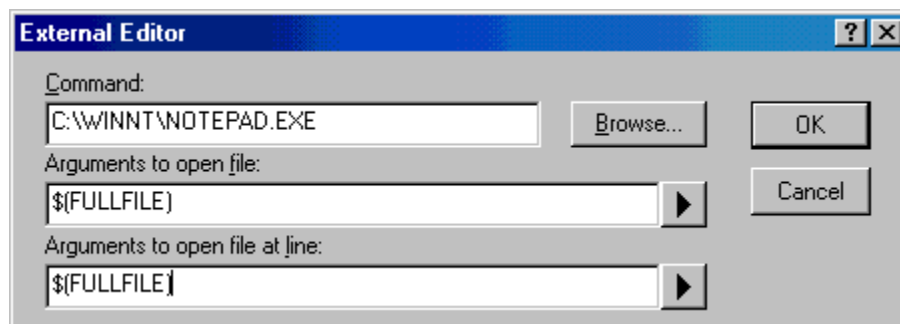 External Editor
Command:
C:\WINNT\NOTEPAD.EXE
Browse...
OK
Arguments to open file:
$(FULLFILE)
Cancel
Arguments to open file at line:
$(FULLFILE)